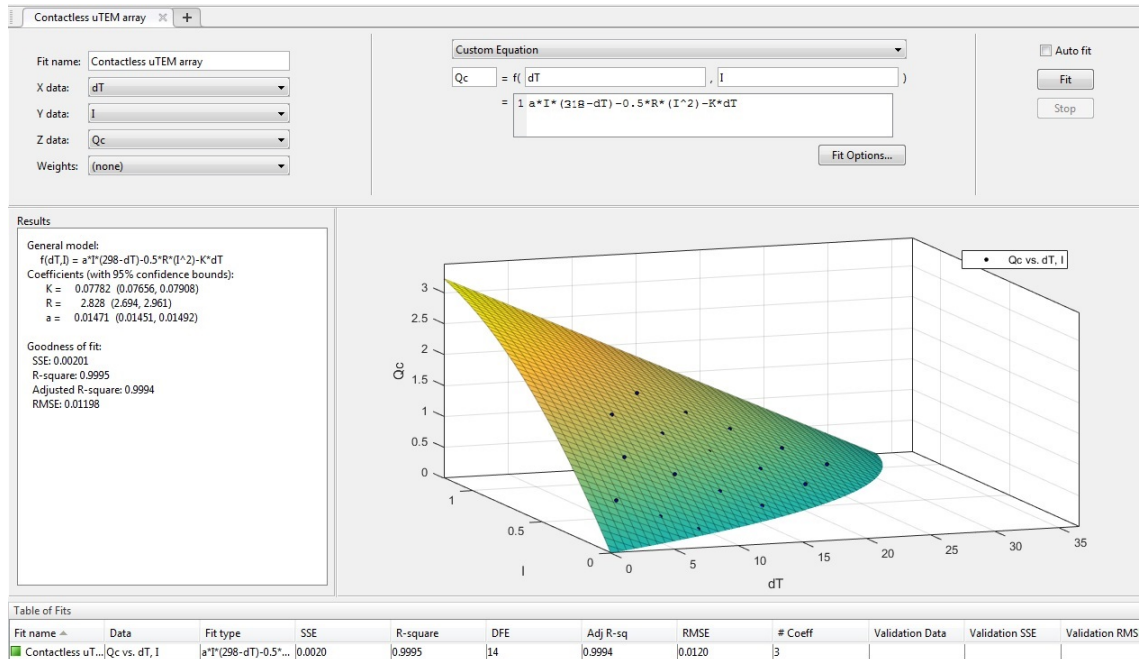 Contactless uTEM array
Fit name: Contactless uTEM array
X data: dT
Y data: I
Z data: Qc
Weights: (none)
Custom Equation
Qc = f( dT , I )
= 1 a*I*(318-dT)-0.5*R*(I^2)-K*dT
Fit Options...
Auto fit
Fit
Stop
Results
General model:
f(dT,I) = a*I*(298-dT)-0.5*R*(I^2)-K*dT
Coefficients (with 95% confidence bounds):
K = 0.07782 (0.07656, 0.07908)
R = 2.828 (2.694, 2.961)
a = 0.01471 (0.01451, 0.01492)
Goodness of fit:
SSE: 0.00201
R-square: 0.9995
Adjusted R-square: 0.9994
RMSE: 0.01198
Qc vs. dT, I
Qc
3
2.5
2
1.5
1
0.5
0
1
0.5
0
I
0
5
10
15
20
25
30
35
dT
Table of Fits
Fit name Data Fit type SSE R-square DFE Adj R-sq RMSE # Coeff Validation Data Validation SSE Validation RMS
Contactless uT... Qc vs. dT, I a*I*(298-dT)-0.5*... 0.0020 0.9995 14 0.9994 0.0120 3